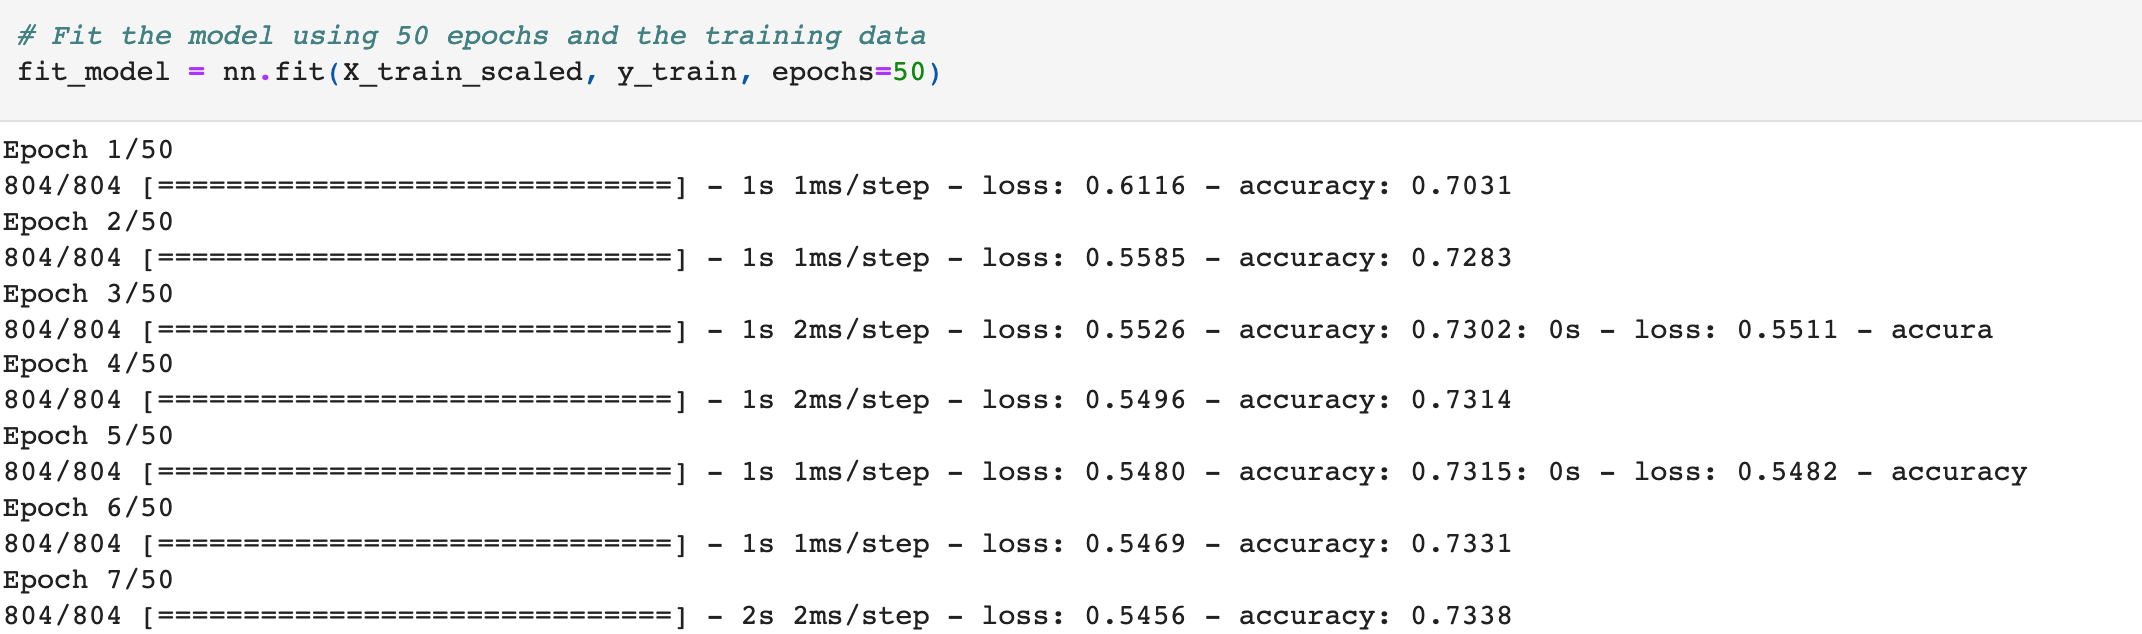 # Fit the model using 50 epochs and the training data
fit_model = nn.fit(X_train_scaled, y_train, epochs=50)
Epoch 1/50
804/804 [==============================] - 1s 1ms/step - loss: 0.6116 - accuracy: 0.7031
Epoch 2/50
804/804 [==============================] - 1s 1ms/step - loss: 0.5585 - accuracy: 0.7283
Epoch 3/50
804/804 [==============================] - 1s 2ms/step - loss: 0.5526 - accuracy: 0.7302: 0s - loss: 0.5511 - accura
Epoch 4/50
804/804 [==============================] - 1s 2ms/step - loss: 0.5496 - accuracy: 0.7314
Epoch 5/50
804/804 [==============================] - 1s 1ms/step - loss: 0.5480 - accuracy: 0.7315: 0s - loss: 0.5482 - accuracy
Epoch 6/50
804/804 [==============================] - 1s 1ms/step - loss: 0.5469 - accuracy: 0.7331
Epoch 7/50
804/804 [==============================] - 2s 2ms/step - loss: 0.5456 - accuracy: 0.7338